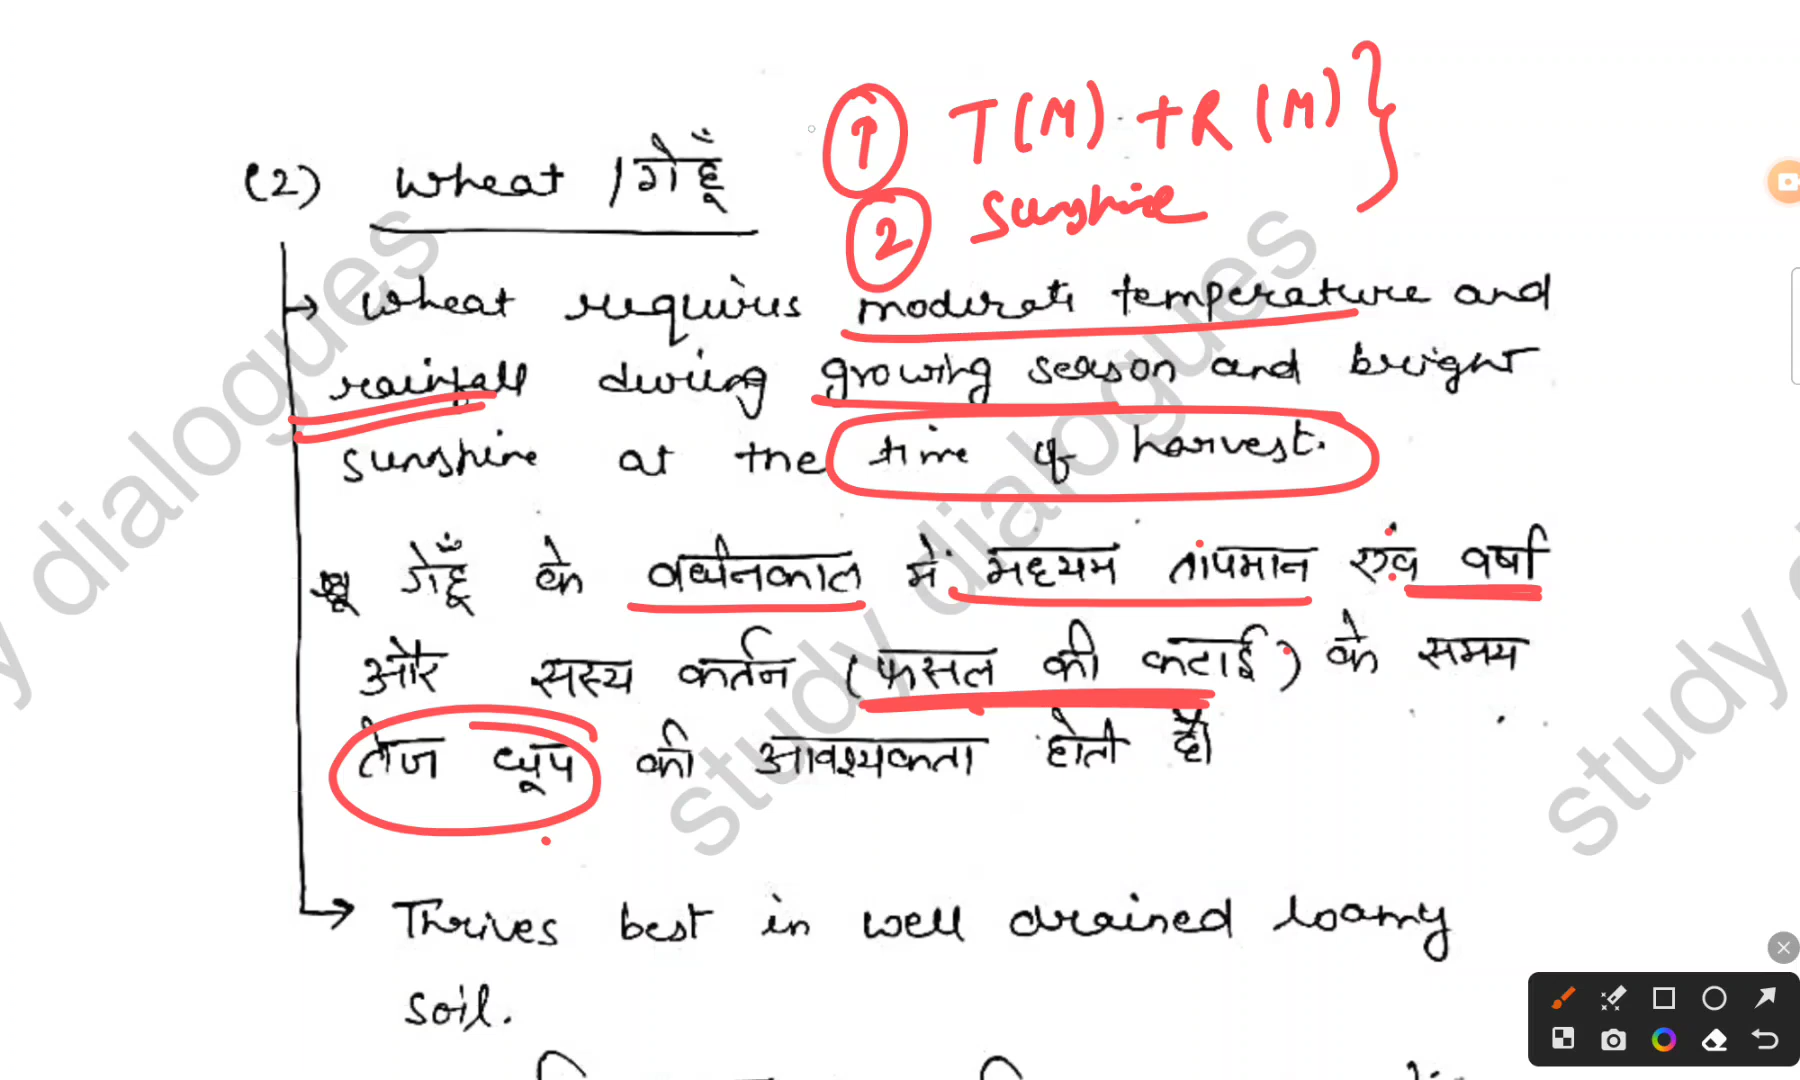 ① T(M) + R(M) }
(2) wheat / गेहूँ
② sunshine
→ wheat requires moderate temperature and
rainfall during growing season and bright
sunshine at the time of harvest.
गेहूँ के वर्धनकाल में मध्यम तापमान एवं वर्षा
और सस्य कर्तन (फसल की कटाई) के समय
तेज धूप की आवश्यकता होती है।
→ Thrives best in well drained loamy
soil.
study dialogues